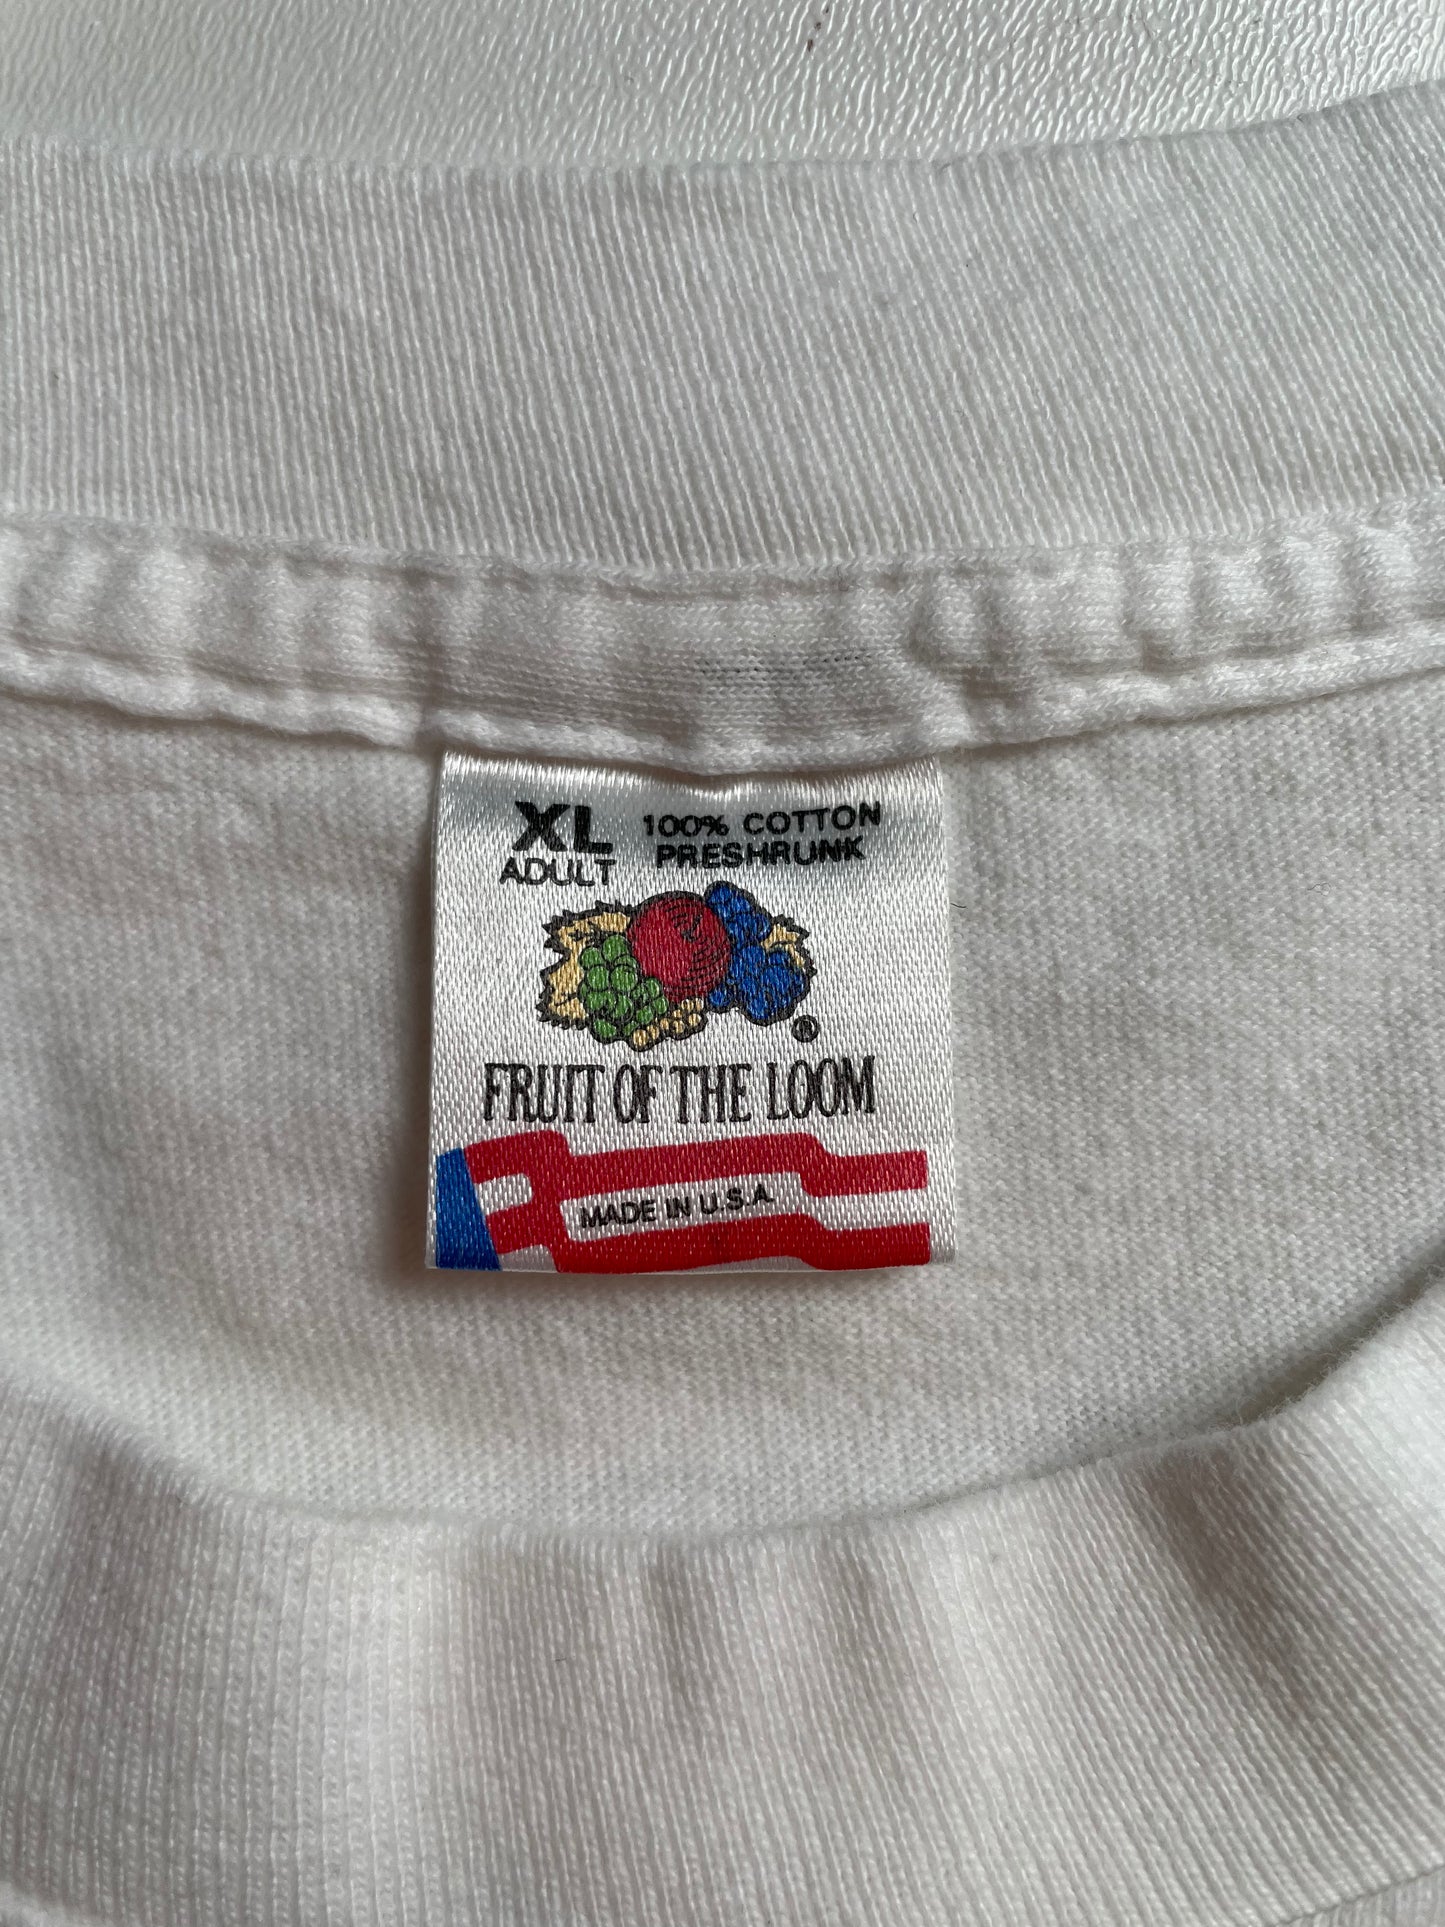 XL 100% COTTON
ADULT PRESHRUNK
®
FRUIT OF THE LOOM
MADE IN U.S.A.